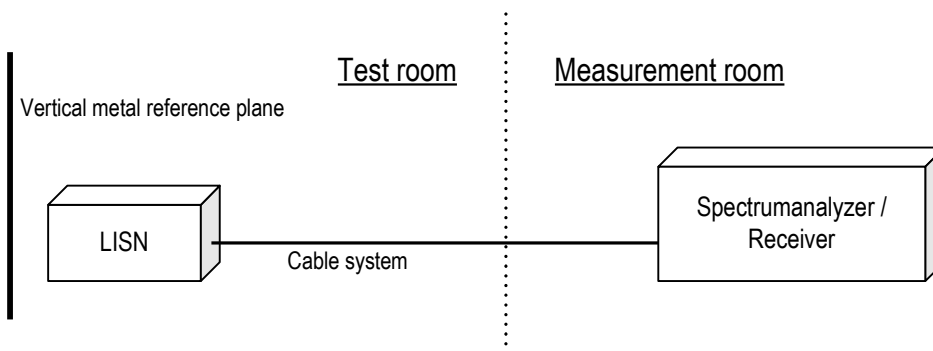 Test room
Measurement room
Vertical metal reference plane
LISN
Cable system
Spectrumanalyzer /
Receiver